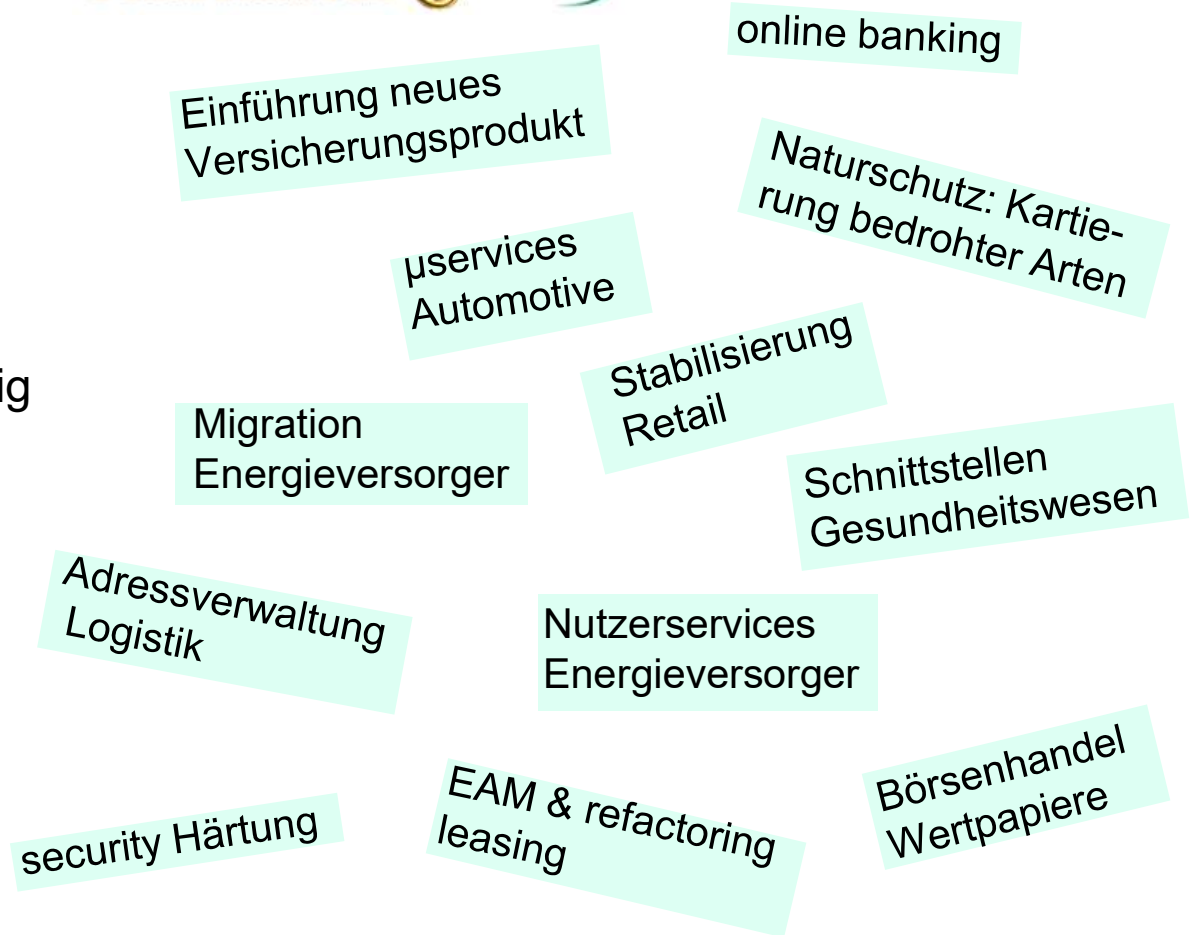 online banking
Einführung neues
Versicherungsprodukt
Naturschutz: Kartie-
rung bedrohter Arten
µservices
Automotive
Stabilisierung
Retail
ig
Migration
Energieversorger
Schnittstellen
Gesundheitswesen
Adressverwaltung
Logistik
Nutzerservices
Energieversorger
Börsenhandel
Wertpapiere
EAM & refactoring
leasing
security Härtung